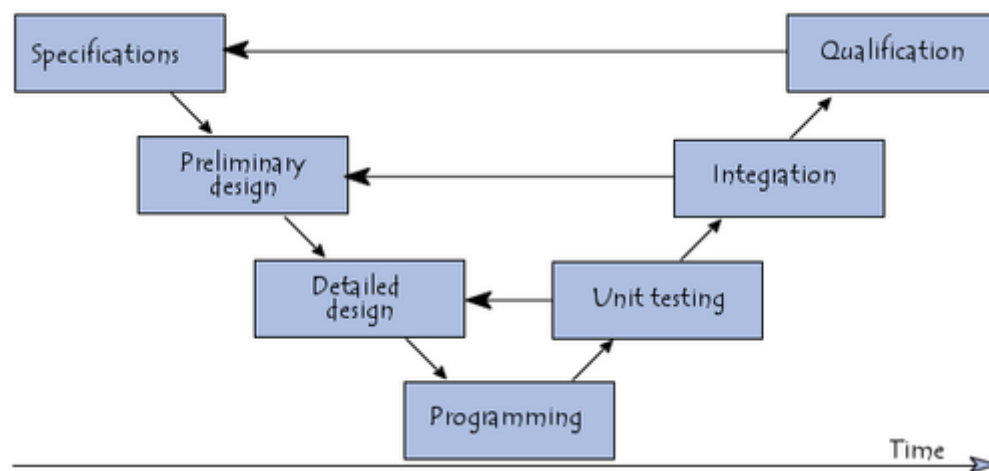 Specifications
Qualification
Preliminary
design
Integration
Detailed
design
Unit testing
Programming
Time